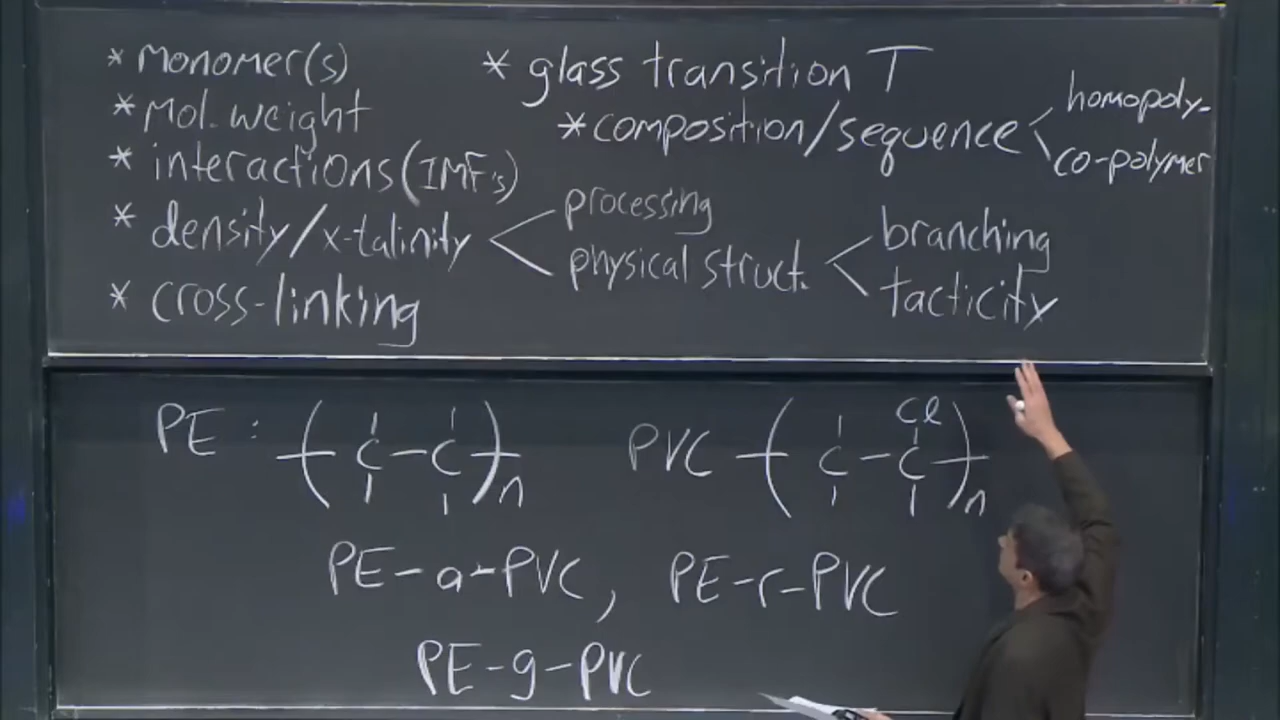 * Monomer(s)
* Mol. weight
* interactions (IMF's)
* density/x-talinity
processing
physical struct.
branching
tacticity
* cross-linking
* glass transition T
* composition/sequence
homopoly-
co-polymer
PE: ( C - C )n
PVC ( C - C )n
Cl
PE-a-PVC, PE-r-PVC
PE-g-PVC